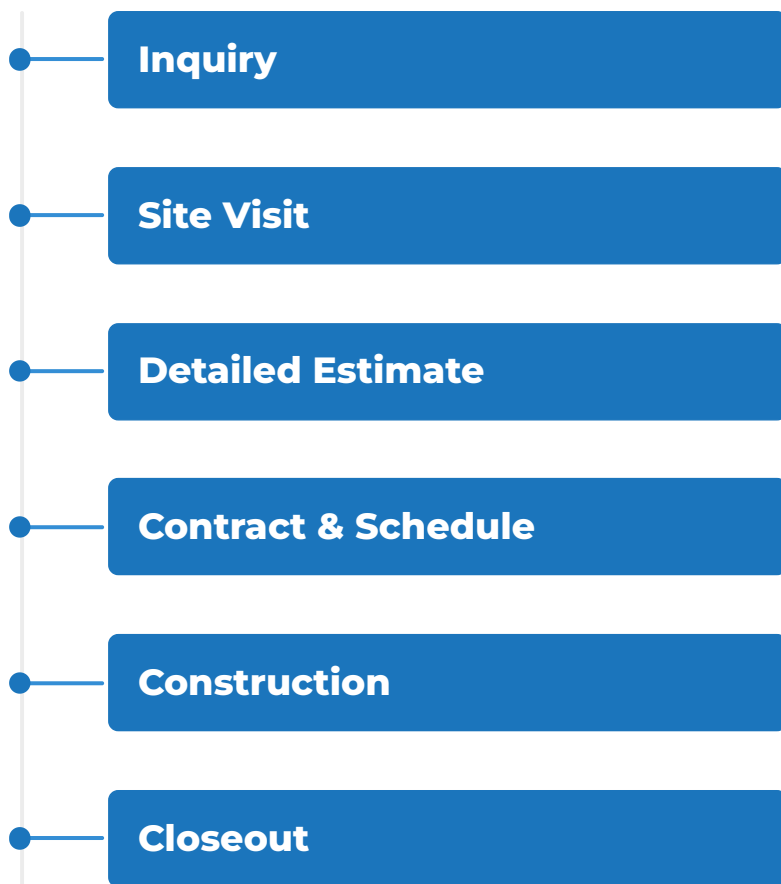 Inquiry
Site Visit
Detailed Estimate
Contract & Schedule
Construction
Closeout